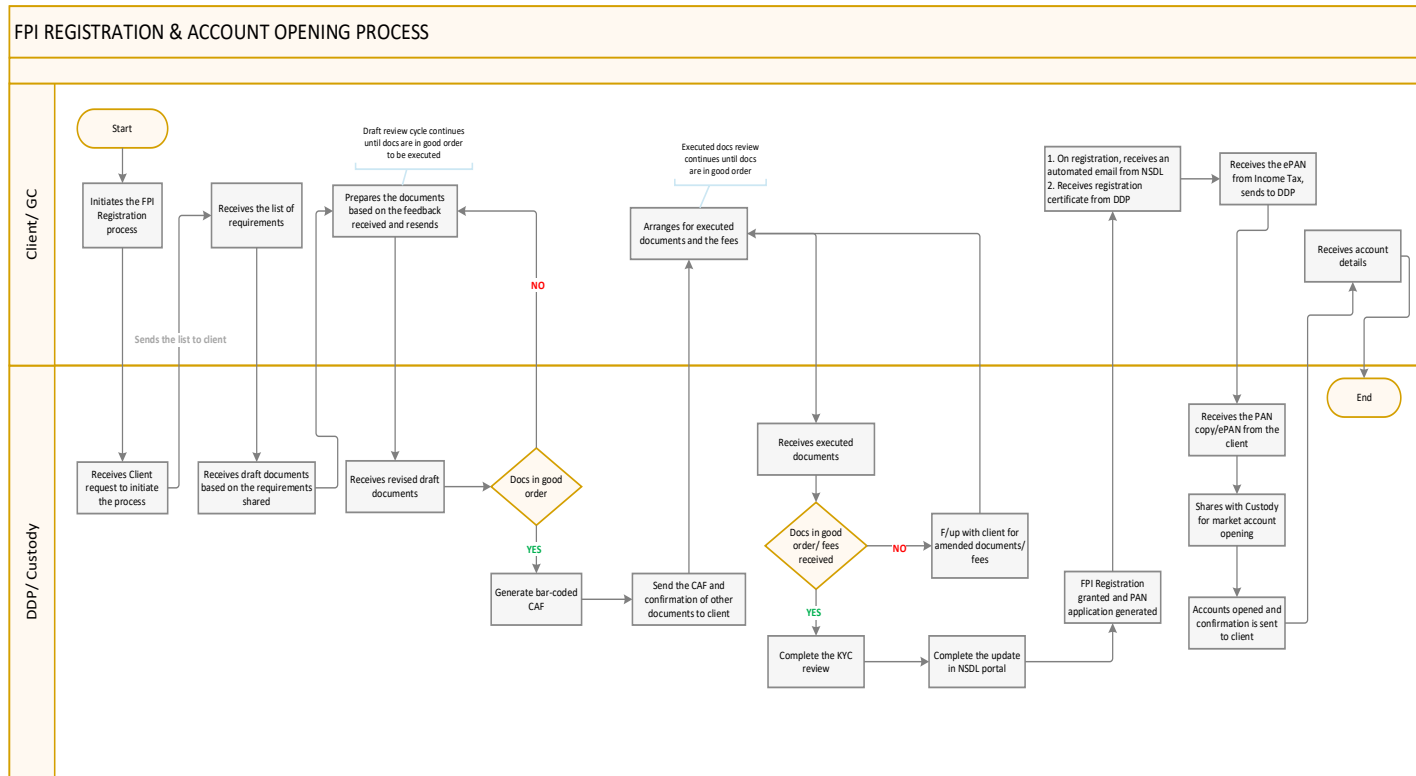 FPI REGISTRATION & ACCOUNT OPENING PROCESS
Client/ GC
Start
Initiates the FPI
Registration
process
Receives the list of
requirements
Draft review cycle continues
until docs are in good order
to be executed
Prepares the documents
based on the feedback
received and resends
Executed docs review
continues until docs
are in good order
Arranges for executed
documents and the fees
1. On registration, receives an
automated email from NSDL
2. Receives registration
certificate from DDP
Receives the ePAN
from Income Tax,
sends to DDP
Receives account
details
NO
Sends the list to client
DDP/ Custody
Receives Client
request to initiate
the process
Receives draft documents
based on the requirements
shared
Receives revised draft
documents
Docs in good
order
YES
Generate bar-coded
CAF
Send the CAF and
confirmation of other
documents to client
Receives executed
documents
Docs in good
order/ fees
received
NO
F/up with client for
amended documents/
fees
YES
Complete the KYC
review
Complete the update
in NSDL portal
FPI Registration
granted and PAN
application generated
Receives the PAN
copy/ePAN from the
client
Shares with Custody
for market account
opening
Accounts opened and
confirmation is sent
to client
End